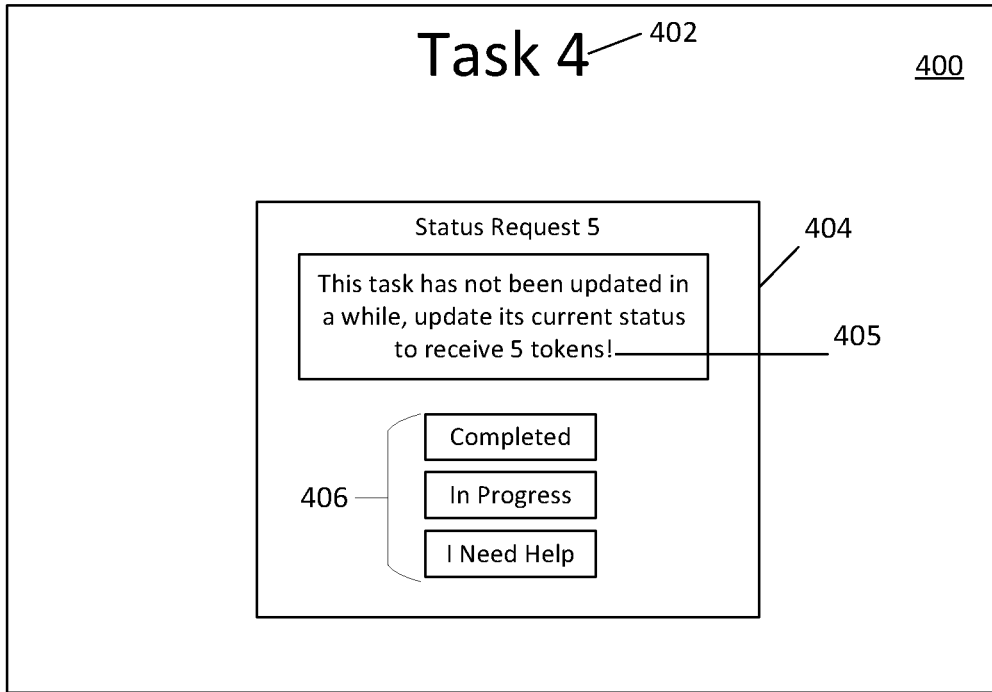 Task 4
402
400
Status Request 5
404
This task has not been updated in
a while, update its current status
to receive 5 tokens!
405
Completed
In Progress
406
I Need Help